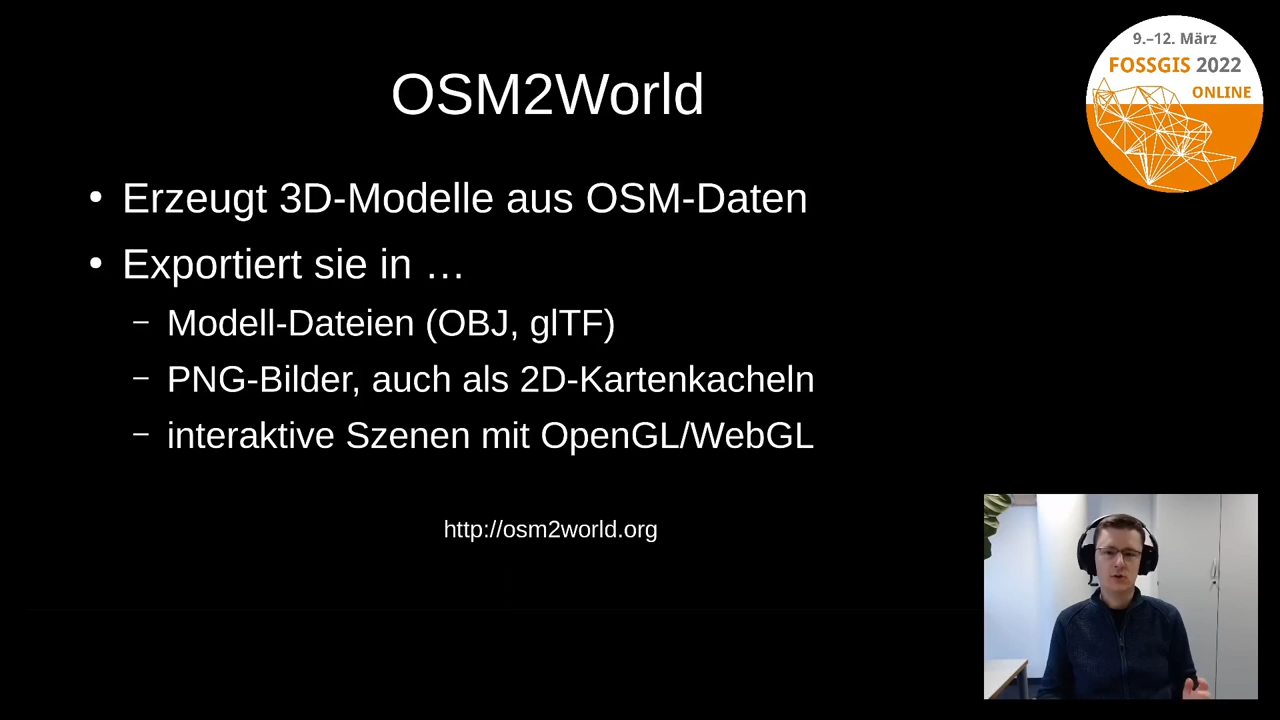 OSM2World
9.–12. März
FOSSGIS 2022
ONLINE
• Erzeugt 3D-Modelle aus OSM-Daten
• Exportiert sie in …
– Modell-Dateien (OBJ, glTF)
– PNG-Bilder, auch als 2D-Kartenkacheln
– interaktive Szenen mit OpenGL/WebGL
http://osm2world.org